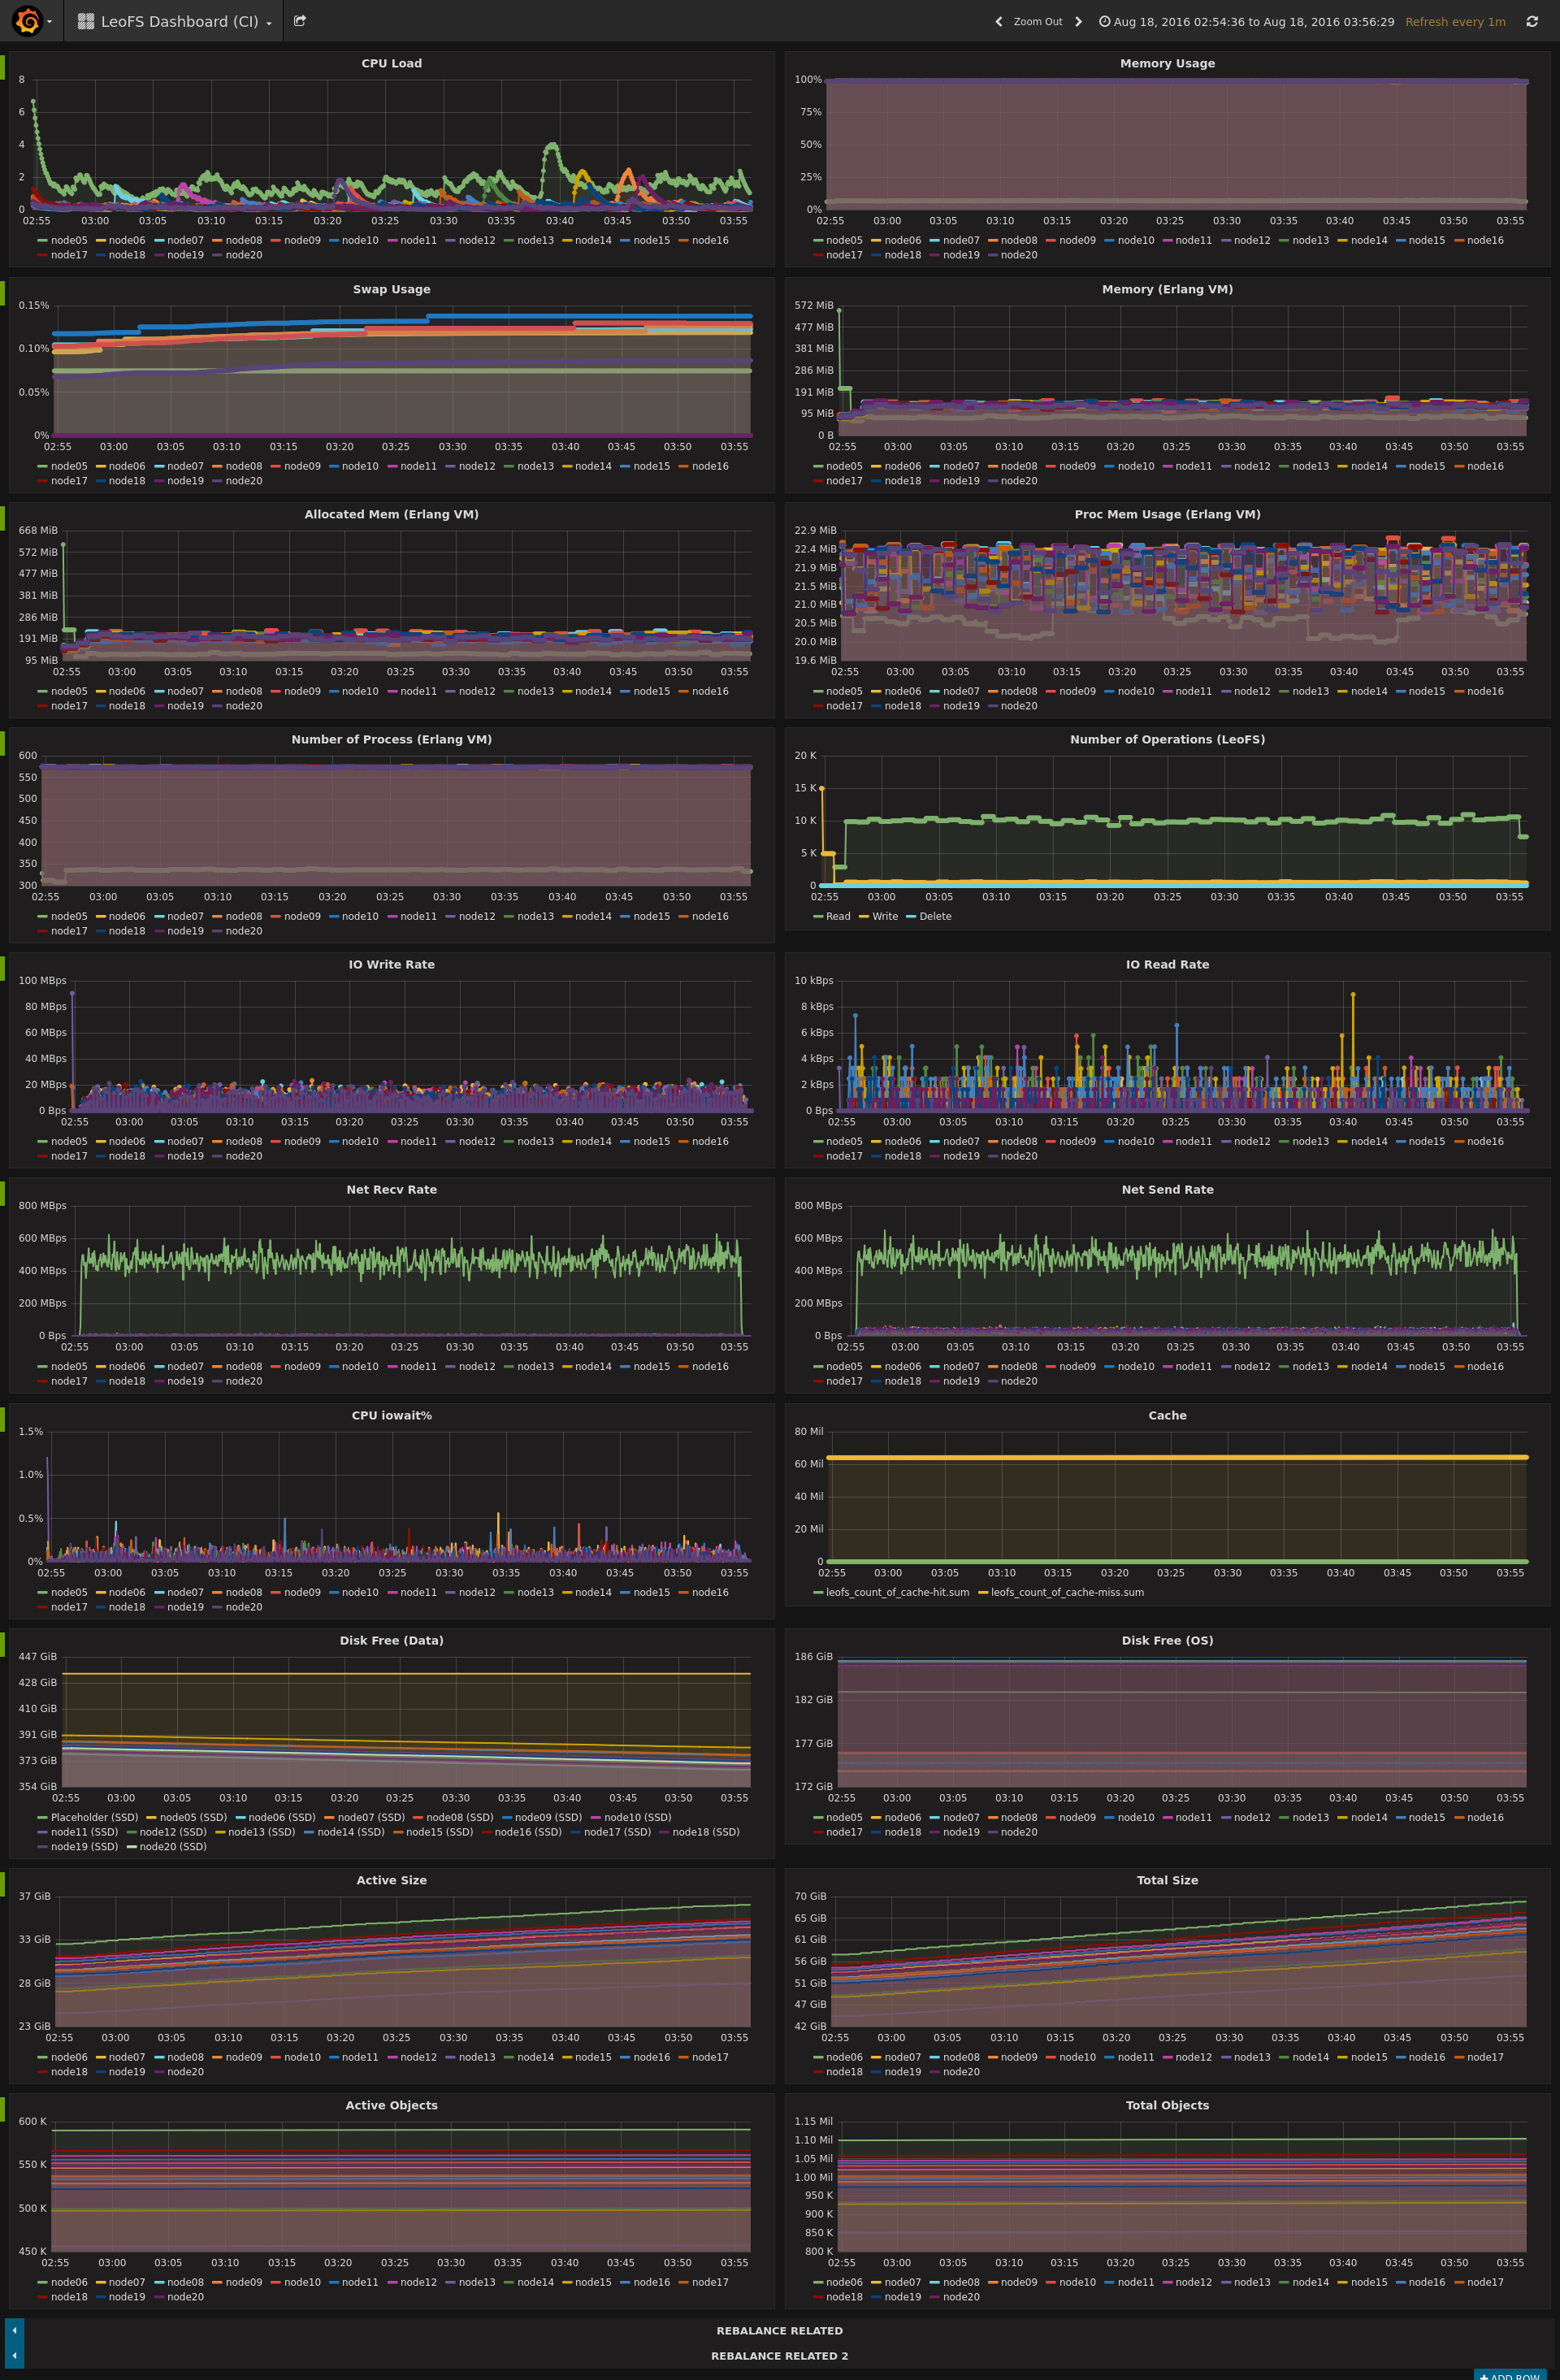 LeoFS Dashboard (CI)
Zoom Out
Aug 18, 2016 02:54:36 to Aug 18, 2016 03:56:29 Refresh every 1m
CPU Load
8
6
4
2
0
02:55 03:00 03:05 03:10 03:15 03:20 03:25 03:30 03:35 03:40 03:45 03:50 03:55
node05 node06 node07 node08 node09 node10 node11 node12 node13 node14 node15 node16
node17 node18 node19 node20
Memory Usage
100%
75%
50%
25%
0%
02:55 03:00 03:05 03:10 03:15 03:20 03:25 03:30 03:35 03:40 03:45 03:50 03:55
node05 node06 node07 node08 node09 node10 node11 node12 node13 node14 node15 node16
node17 node18 node19 node20
Swap Usage
0.15%
0.10%
0.05%
0%
02:55 03:00 03:05 03:10 03:15 03:20 03:25 03:30 03:35 03:40 03:45 03:50 03:55
node05 node06 node07 node08 node09 node10 node11 node12 node13 node14 node15 node16
node17 node18 node19 node20
Memory (Erlang VM)
572 MiB
477 MiB
381 MiB
286 MiB
191 MiB
95 MiB
0 B
02:55 03:00 03:05 03:10 03:15 03:20 03:25 03:30 03:35 03:40 03:45 03:50 03:55
node05 node06 node07 node08 node09 node10 node11 node12 node13 node14 node15 node16
node17 node18 node19 node20
Allocated Mem (Erlang VM)
668 MiB
572 MiB
477 MiB
381 MiB
286 MiB
191 MiB
95 MiB
02:55 03:00 03:05 03:10 03:15 03:20 03:25 03:30 03:35 03:40 03:45 03:50 03:55
node05 node06 node07 node08 node09 node10 node11 node12 node13 node14 node15 node16
node17 node18 node19 node20
Proc Mem Usage (Erlang VM)
22.9 MiB
22.4 MiB
21.9 MiB
21.5 MiB
21.0 MiB
20.5 MiB
20.0 MiB
19.6 MiB
02:55 03:00 03:05 03:10 03:15 03:20 03:25 03:30 03:35 03:40 03:45 03:50 03:55
node05 node06 node07 node08 node09 node10 node11 node12 node13 node14 node15 node16
node17 node18 node19 node20
Number of Process (Erlang VM)
600
550
500
450
400
350
300
02:55 03:00 03:05 03:10 03:15 03:20 03:25 03:30 03:35 03:40 03:45 03:50 03:55
node05 node06 node07 node08 node09 node10 node11 node12 node13 node14 node15 node16
node17 node18 node19 node20
Number of Operations (LeoFS)
20 K
15 K
10 K
5 K
0
02:55 03:00 03:05 03:10 03:15 03:20 03:25 03:30 03:35 03:40 03:45 03:50 03:55
Read Write Delete
IO Write Rate
100 MBps
80 MBps
60 MBps
40 MBps
20 MBps
0 Bps
02:55 03:00 03:05 03:10 03:15 03:20 03:25 03:30 03:35 03:40 03:45 03:50 03:55
node05 node06 node07 node08 node09 node10 node11 node12 node13 node14 node15 node16
node17 node18 node19 node20
IO Read Rate
10 kBps
8 kBps
6 kBps
4 kBps
2 kBps
0 Bps
02:55 03:00 03:05 03:10 03:15 03:20 03:25 03:30 03:35 03:40 03:45 03:50 03:55
node05 node06 node07 node08 node09 node10 node11 node12 node13 node14 node15 node16
node17 node18 node19 node20
Net Recv Rate
800 MBps
600 MBps
400 MBps
200 MBps
0 Bps
02:55 03:00 03:05 03:10 03:15 03:20 03:25 03:30 03:35 03:40 03:45 03:50 03:55
node05 node06 node07 node08 node09 node10 node11 node12 node13 node14 node15 node16
node17 node18 node19 node20
Net Send Rate
800 MBps
600 MBps
400 MBps
200 MBps
0 Bps
02:55 03:00 03:05 03:10 03:15 03:20 03:25 03:30 03:35 03:40 03:45 03:50 03:55
node05 node06 node07 node08 node09 node10 node11 node12 node13 node14 node15 node16
node17 node18 node19 node20
CPU iowait%
1.5%
1.0%
0.5%
0%
02:55 03:00 03:05 03:10 03:15 03:20 03:25 03:30 03:35 03:40 03:45 03:50 03:55
node05 node06 node07 node08 node09 node10 node11 node12 node13 node14 node15 node16
node17 node18 node19 node20
Cache
80 Mil
60 Mil
40 Mil
20 Mil
0
02:55 03:00 03:05 03:10 03:15 03:20 03:25 03:30 03:35 03:40 03:45 03:50 03:55
leofs_count_of_cache-hit.sum leofs_count_of_cache-miss.sum
Disk Free (Data)
447 GiB
428 GiB
410 GiB
391 GiB
373 GiB
354 GiB
02:55 03:00 03:05 03:10 03:15 03:20 03:25 03:30 03:35 03:40 03:45 03:50 03:55
Placeholder (SSD) node05 (SSD) node06 (SSD) node07 (SSD) node08 (SSD) node09 (SSD) node10 (SSD)
node11 (SSD) node12 (SSD) node13 (SSD) node14 (SSD) node15 (SSD) node16 (SSD) node17 (SSD) node18 (SSD)
node19 (SSD) node20 (SSD)
Disk Free (OS)
186 GiB
182 GiB
177 GiB
172 GiB
02:55 03:00 03:05 03:10 03:15 03:20 03:25 03:30 03:35 03:40 03:45 03:50 03:55
node05 node06 node07 node08 node09 node10 node11 node12 node13 node14 node15 node16
node17 node18 node19 node20
Active Size
37 GiB
33 GiB
28 GiB
23 GiB
02:55 03:00 03:05 03:10 03:15 03:20 03:25 03:30 03:35 03:40 03:45 03:50 03:55
node06 node07 node08 node09 node10 node11 node12 node13 node14 node15 node16 node17
node18 node19 node20
Total Size
70 GiB
65 GiB
61 GiB
56 GiB
51 GiB
47 GiB
42 GiB
02:55 03:00 03:05 03:10 03:15 03:20 03:25 03:30 03:35 03:40 03:45 03:50 03:55
node06 node07 node08 node09 node10 node11 node12 node13 node14 node15 node16 node17
node18 node19 node20
Active Objects
600 K
550 K
500 K
450 K
02:55 03:00 03:05 03:10 03:15 03:20 03:25 03:30 03:35 03:40 03:45 03:50 03:55
node06 node07 node08 node09 node10 node11 node12 node13 node14 node15 node16 node17
node18 node19 node20
Total Objects
1.15 Mil
1.10 Mil
1.05 Mil
1.00 Mil
950 K
900 K
850 K
800 K
02:55 03:00 03:05 03:10 03:15 03:20 03:25 03:30 03:35 03:40 03:45 03:50 03:55
node06 node07 node08 node09 node10 node11 node12 node13 node14 node15 node16 node17
node18 node19 node20
REBALANCE RELATED
REBALANCE RELATED 2
+ ADD ROW